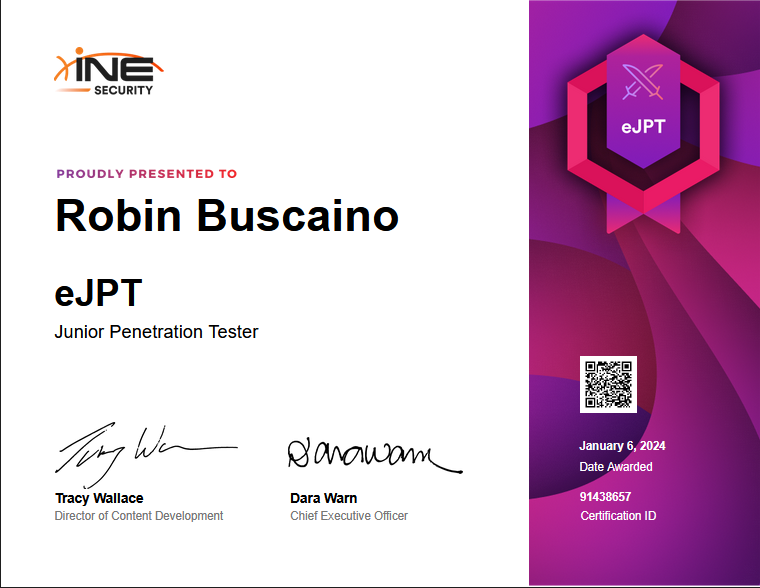 iNE
SECURITY
PROUDLY PRESENTED TO
Robin Buscaino
eJPT
Junior Penetration Tester
Tracy Wallace
Director of Content Development
Dara Warn
Chief Executive Officer
eJPT
January 6, 2024
Date Awarded
91438657
Certification ID